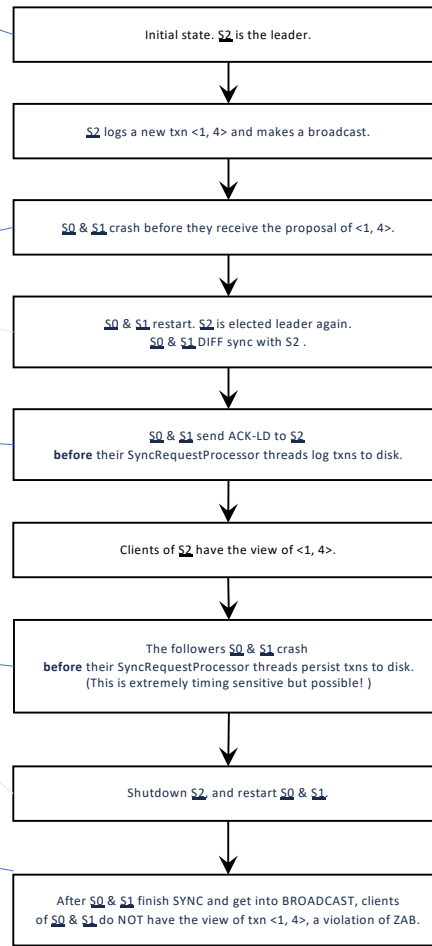 Initial state. S2 is the leader.
S2 logs a new txn <1, 4> and makes a broadcast.
S0 & S1 crash before they receive the proposal of <1, 4>.
S0 & S1 restart. S2 is elected leader again.
S0 & S1 DIFF sync with S2 .
S0 & S1 send ACK-LD to S2
before their SyncRequestProcessor threads log txns to disk.
Clients of S2 have the view of <1, 4>.
The followers S0 & S1 crash
before their SyncRequestProcessor threads persist txns to disk.
(This is extremely timing sensitive but possible! )
Shutdown S2, and restart S0 & S1.
After S0 & S1 finish SYNC and get into BROADCAST, clients
of S0 & S1 do NOT have the view of txn <1, 4>, a violation of ZAB.